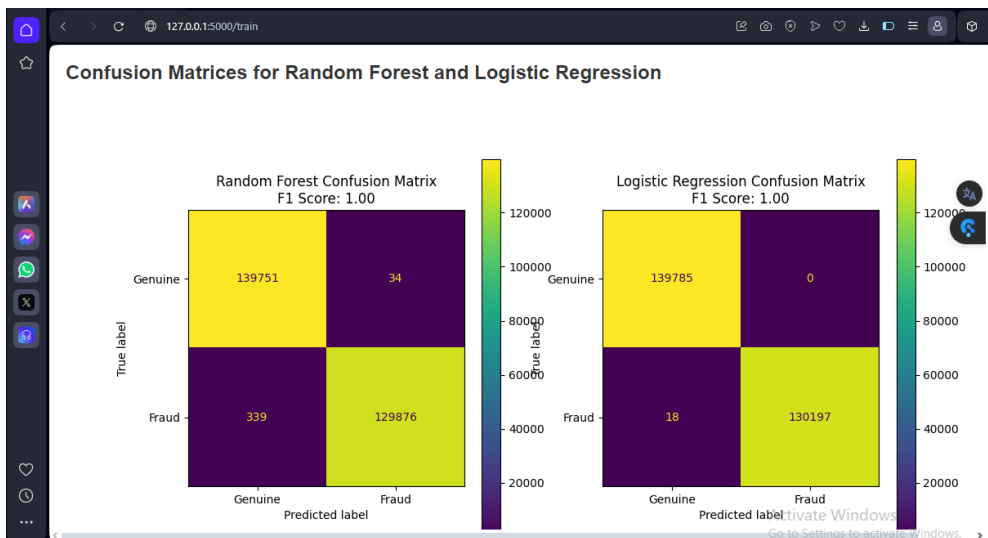 127.0.0.1:5000/train
Confusion Matrices for Random Forest and Logistic Regression
Random Forest Confusion Matrix
F1 Score: 1.00
True label
Genuine
Fraud
139751
34
339
129876
Genuine
Fraud
Predicted label
120000
100000
80000
60000
40000
20000
Logistic Regression Confusion Matrix
F1 Score: 1.00
True label
Genuine
Fraud
139785
0
18
130197
Genuine
Fraud
Predicted label
120000
100000
80000
60000
40000
20000
Activate Windows
Go to Settings to activate Windows.